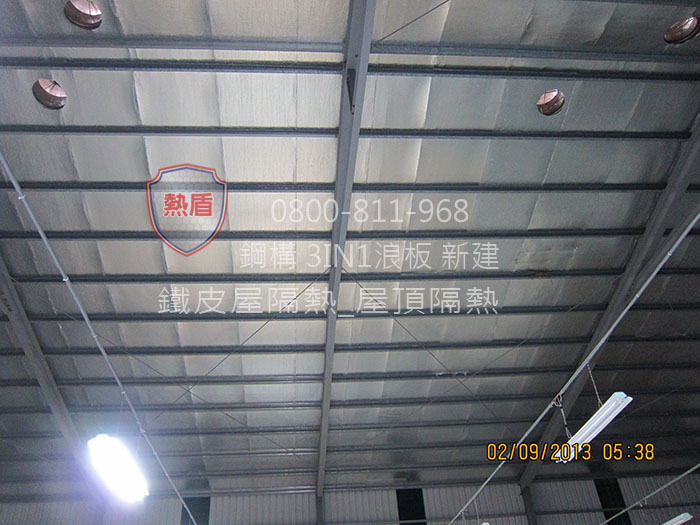 熱盾
0800-811-968
鋼構 3IN1浪板 新建
鐵皮屋隔熱_屋頂隔熱
02/09/2013 05:38